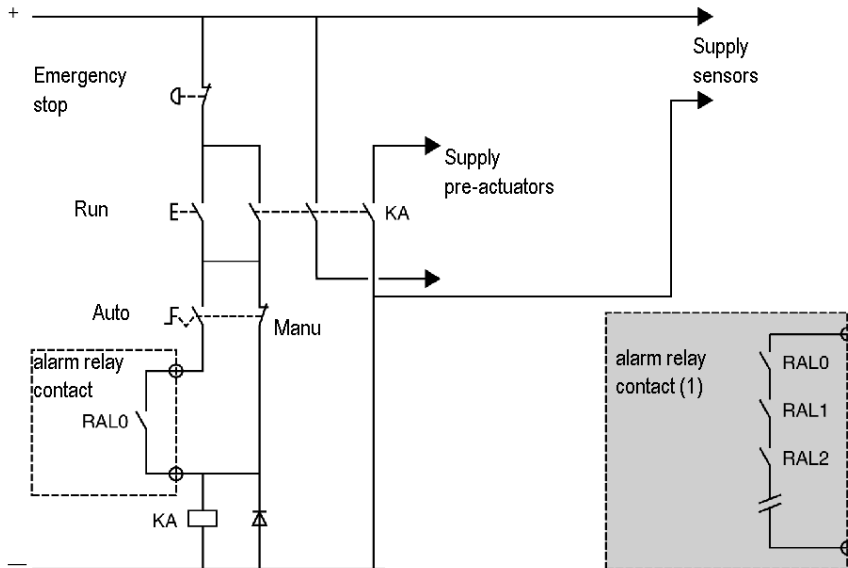 +
Supply
sensors
Emergency
stop
Supply
pre-actuators
Run
KA
Auto
Manu
alarm relay
contact
RAL0
alarm relay
contact (1)
RAL0
RAL1
RAL2
KA
—